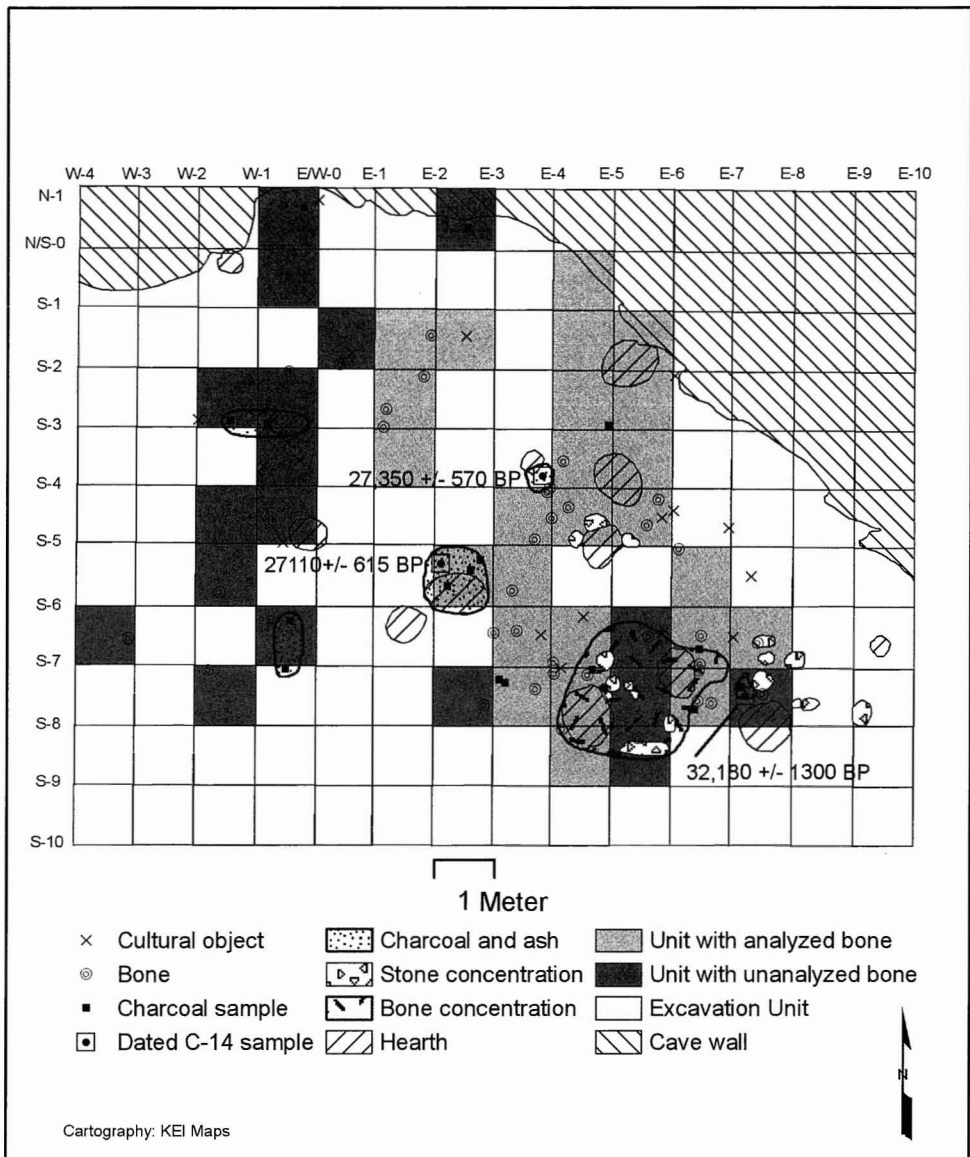 W-4 W-3 W-2 W-1 E/W-0 E-1 E-2 E-3 E-4 E-5 E-6 E-7 E-8 E-9 E-10
N-1
N/S-0
S-1
S-2
S-3
S-4
27,350 +/- 570 BP
S-5
27110+/- 615 BP
S-6
S-7
S-8
32,180 +/- 1300 BP
S-9
S-10
1 Meter
Cultural object
Charcoal and ash
Unit with analyzed bone
Bone
Stone concentration
Unit with unanalyzed bone
Charcoal sample
Bone concentration
Excavation Unit
Dated C-14 sample
Hearth
Cave wall
N
Cartography: KEI Maps